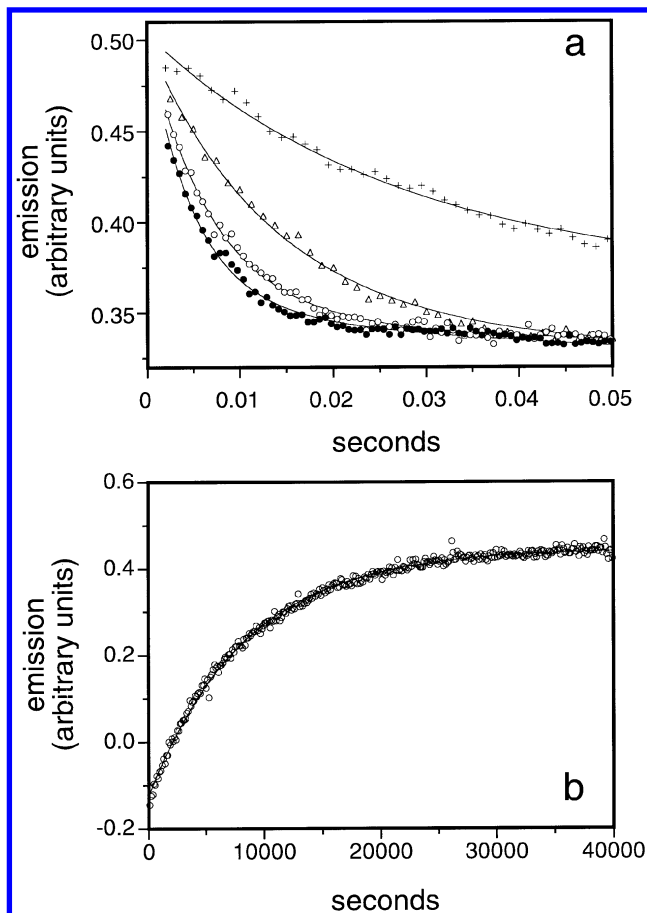 a
0.50
0.45
0.40
0.35
emission
(arbitrary units)
0
0.01
0.02
0.03
0.04
0.05
seconds
0.6
0.4
0.2
0.0
-0.2
emission
(arbitrary units)
b
0
10000
20000
30000
40000
seconds